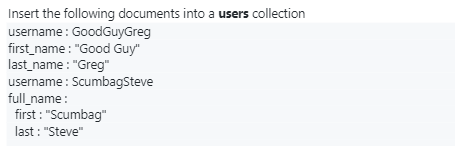 Insert the following documents into a users collection
username : GoodGuyGreg
first_name : "Good Guy"
last_name : "Greg"
username : ScumbagSteve
full_name :
first : "Scumbag"
last : "Steve"